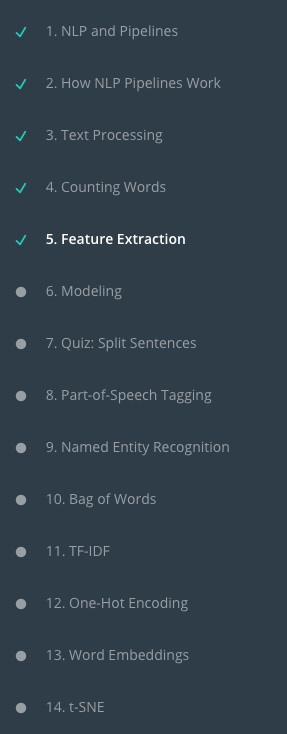 1. NLP and Pipelines
2. How NLP Pipelines Work
3. Text Processing
4. Counting Words
5. Feature Extraction
6. Modeling
7. Quiz: Split Sentences
8. Part-of-Speech Tagging
9. Named Entity Recognition
10. Bag of Words
11. TF-IDF
12. One-Hot Encoding
13. Word Embeddings
14. t-SNE